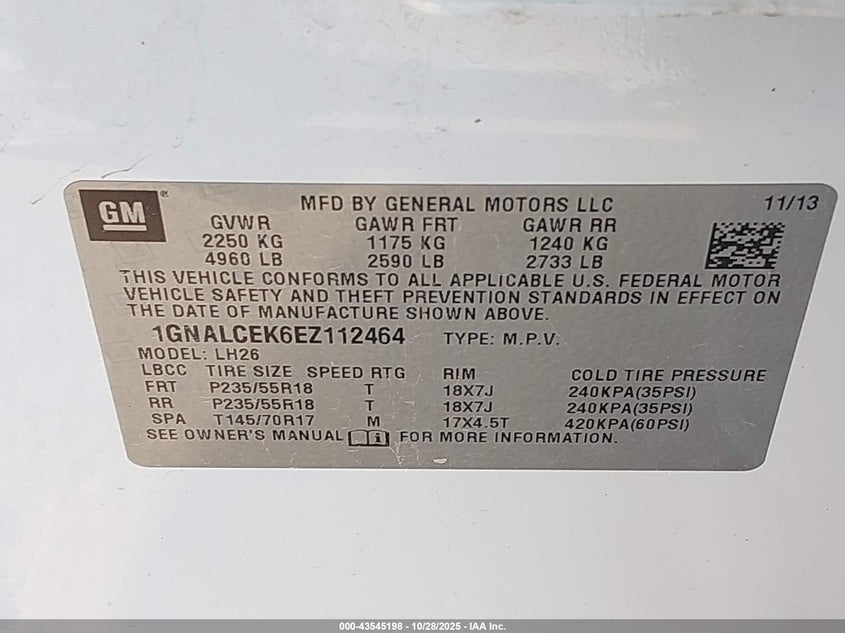 GM®
MFD BY GENERAL MOTORS LLC 11/13
GVWR GAWR FRT GAWR RR
2250 KG 1175 KG 1240 KG
4960 LB 2590 LB 2733 LB
THIS VEHICLE CONFORMS TO ALL APPLICABLE U.S. FEDERAL MOTOR
VEHICLE SAFETY AND THEFT PREVENTION STANDARDS IN EFFECT ON
THE DATE OF MANUFACTURE SHOWN ABOVE.
1GNALCEK6EZ112464 TYPE: M.P.V.
MODEL: LH26
LBCC TIRE SIZE SPEED RTG RIM COLD TIRE PRESSURE
FRT P235/55R18 T 18X7J 240KPA(35PSI)
RR P235/55R18 T 18X7J 240KPA(35PSI)
SPA T145/70R17 M 17X4.5T 420KPA(60PSI)
SEE OWNER'S MANUAL FOR MORE INFORMATION.
000-43545198 - 10/28/2025 - IAA Inc.